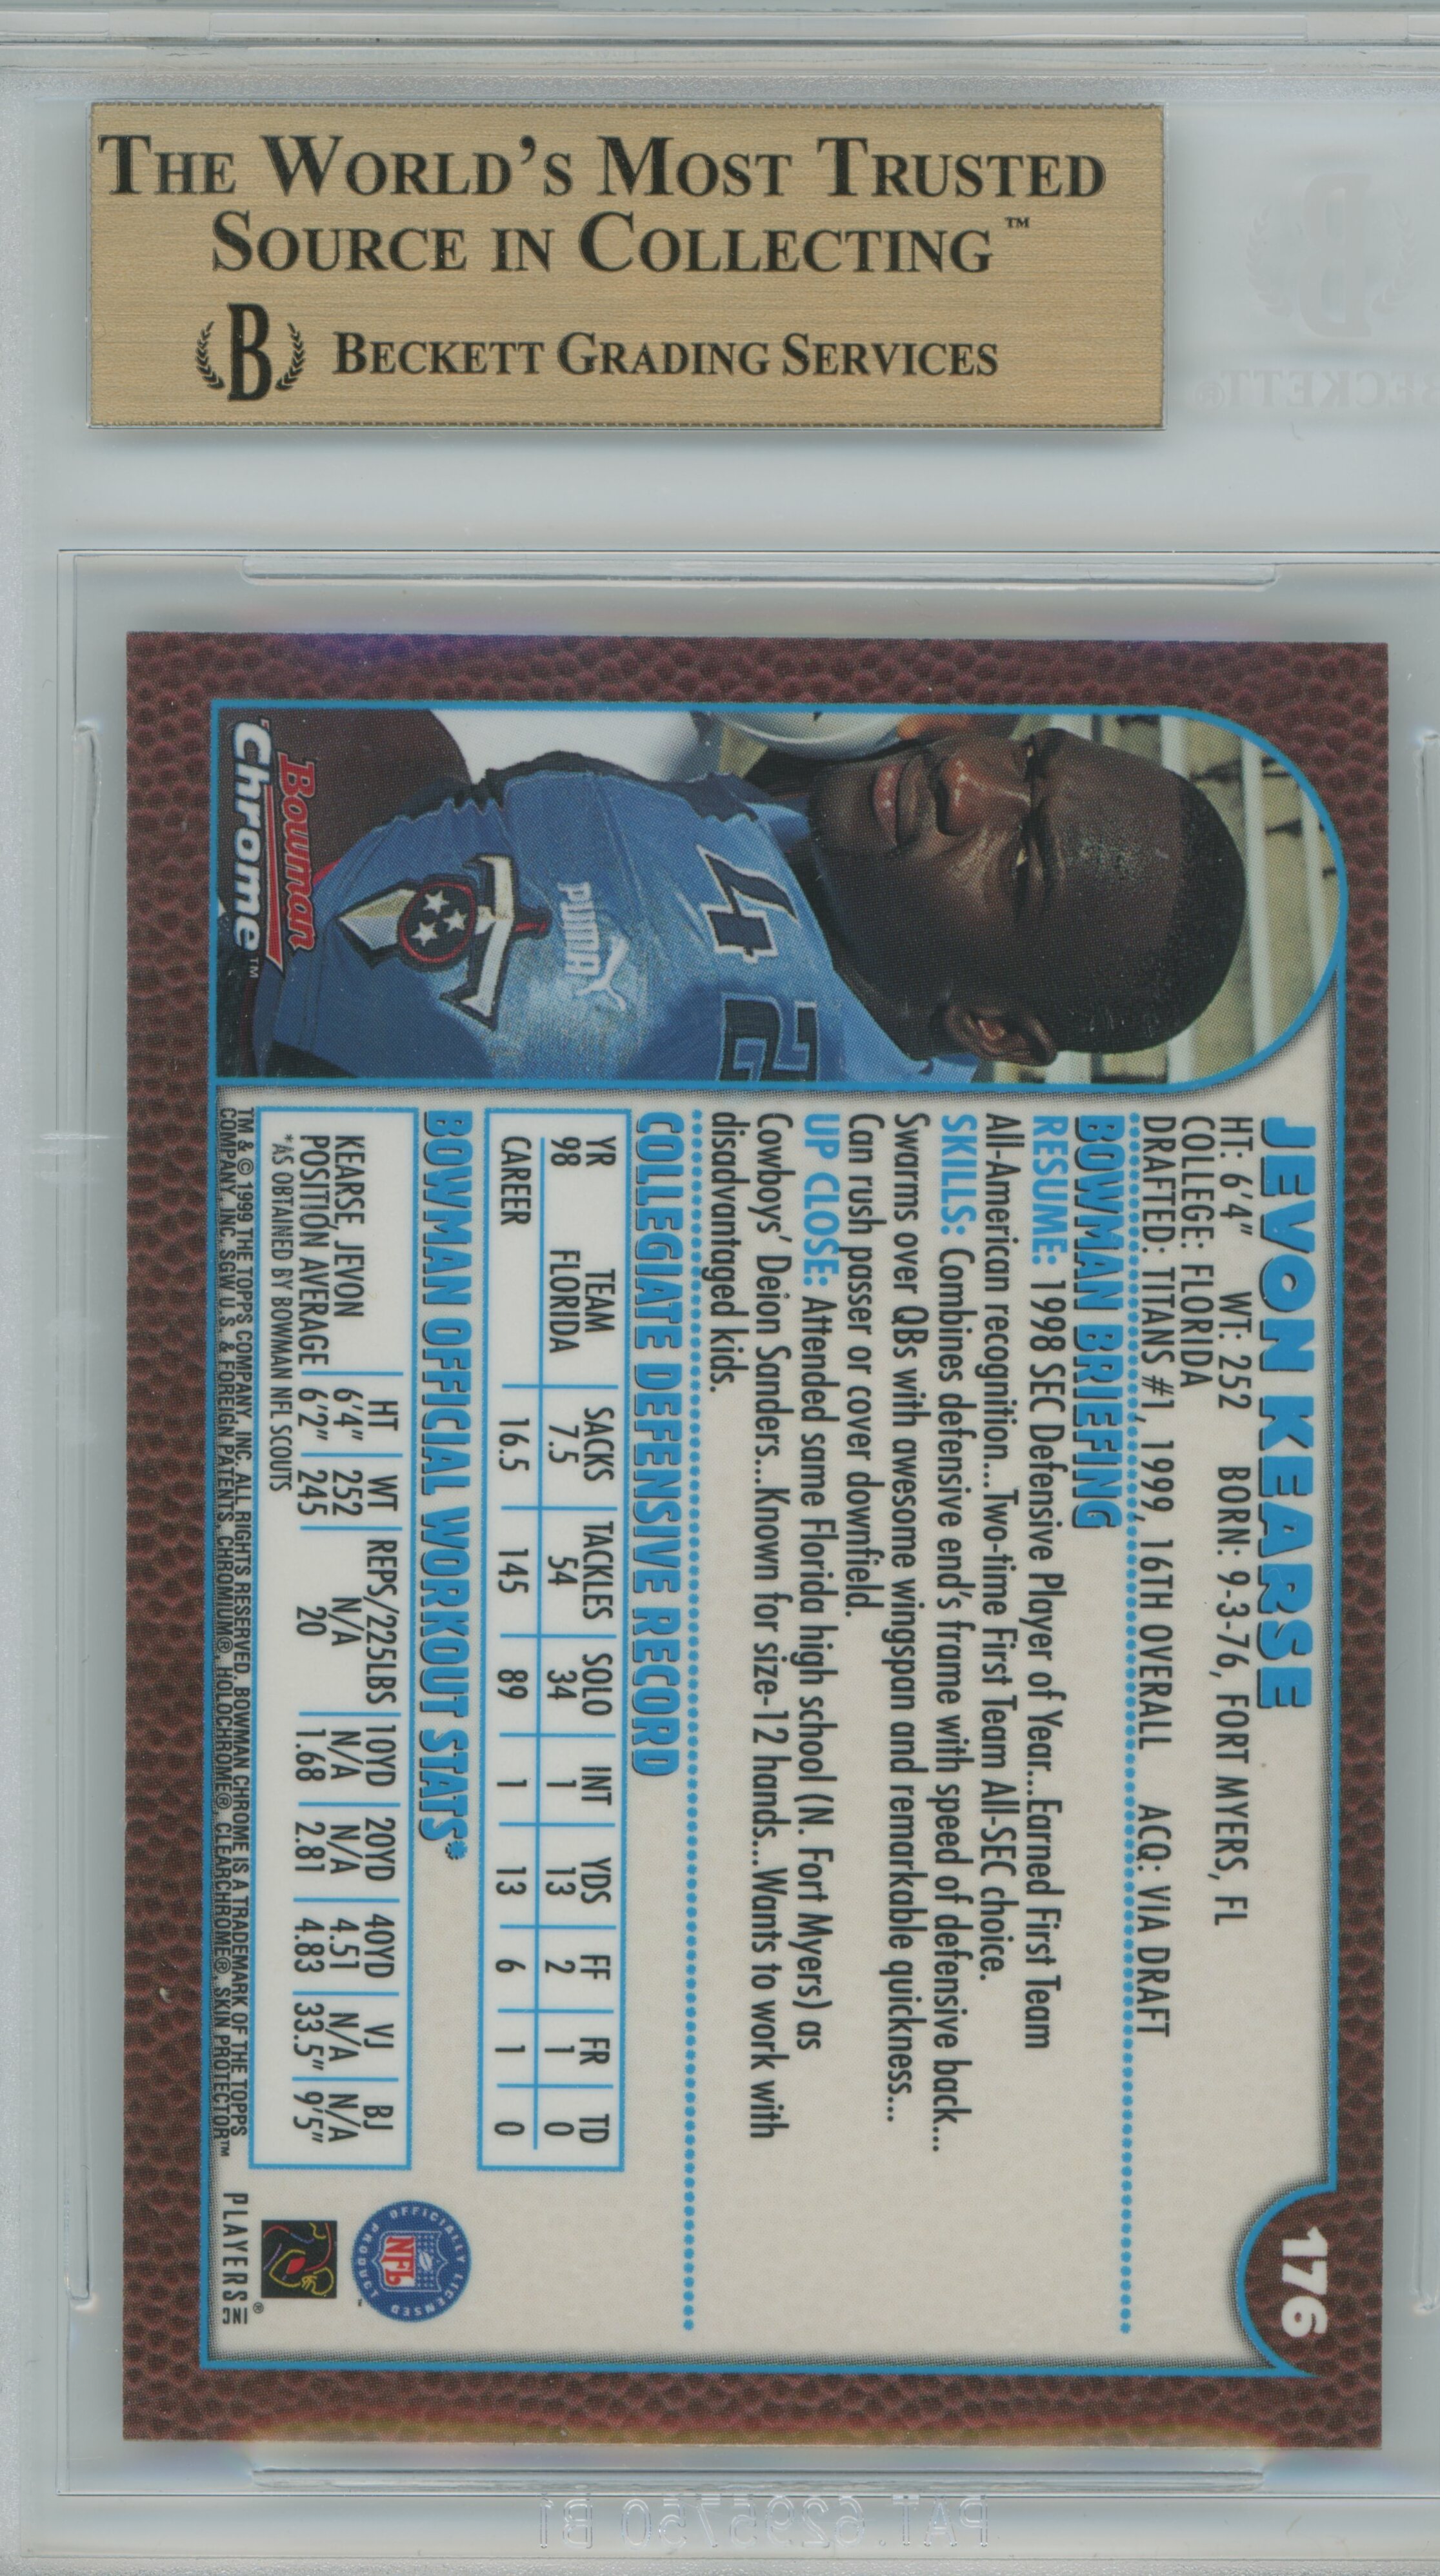 THE WORLD'S MOST TRUSTED
SOURCE IN COLLECTING™
B BECKETT GRADING SERVICES
B
BECKETT®
176
JEVON KEARSE
HT: 6'4" WT: 252 BORN: 9-3-76, FORT MYERS, FL
COLLEGE: FLORIDA
DRAFTED: TITANS #1, 1999, 16TH OVERALL ACQ: VIA DRAFT
BOWMAN BRIEFING
RESUME: 1998 SEC Defensive Player of Year...Earned First Team
All-American recognition...Two-time First Team All-SEC choice.
SKILLS: Combines defensive end's frame with speed of defensive back...
Swarms over QBs with awesome wingspan and remarkable quickness...
Can rush passer or cover downfield.
UP CLOSE: Attended same Florida high school (N. Fort Myers) as
Cowboys' Deion Sanders...Known for size-12 hands...Wants to work with
disadvantaged kids.
COLLEGIATE DEFENSIVE RECORD
YR TEAM SACKS TACKLES SOLO INT YDS FF FR TD
98 FLORIDA 7.5 54 34 1 13 2 1 0
CAREER 16.5 145 89 1 13 6 1 0
BOWMAN OFFICIAL WORKOUT STATS*
HT WT REPS/225LBS 10YD 20YD 40YD VJ BJ
KEARSE, JEVON 6'4" 252 N/A N/A N/A 4.51 N/A N/A
POSITION AVERAGE 6'2" 245 20 1.68 2.81 4.83 33.5" 9'5"
*AS OBTAINED BY BOWMAN NFL SCOUTS
TM & © 1999 THE TOPPS COMPANY, INC. ALL RIGHTS RESERVED. BOWMAN CHROME IS A TRADEMARK OF THE TOPPS
COMPANY, INC. SGW U.S. & FOREIGN PATENTS. CHROMIUM®, HOLOCHROME®, CLEARCHROME®, SKIN PROTECTOR™
42
PUMA
T
Bowman
Chrome™
OFFICIALLY LICENSED PRODUCT
NFL
PLAYERS INC®
PAT. 6295750 B1